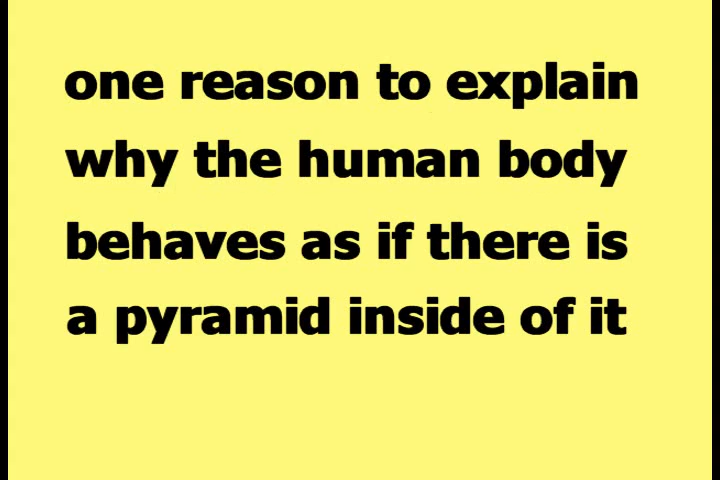 one reason to explain
why the human body
behaves as if there is
a pyramid inside of it